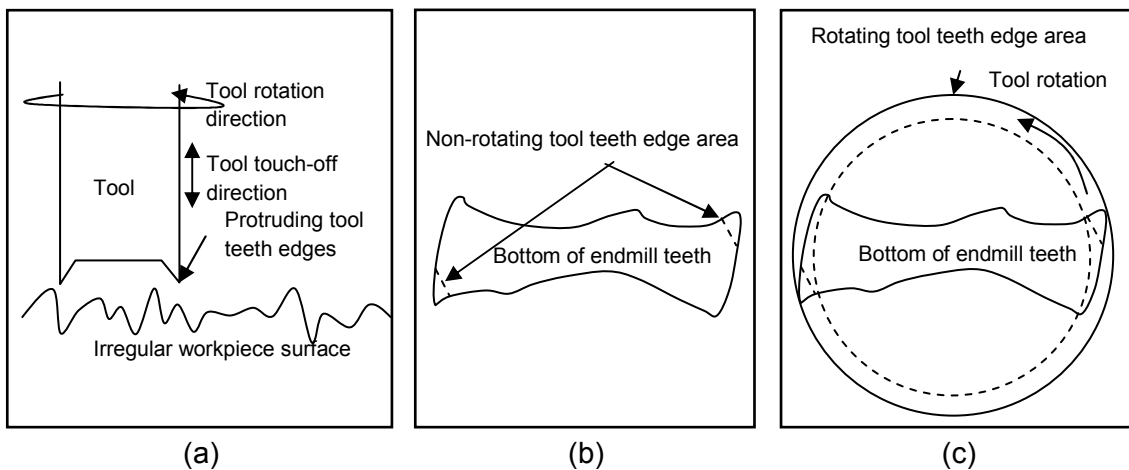 Tool rotation
direction
Tool touch-off
direction
Tool
Protruding tool
teeth edges
Irregular workpiece surface
(a)
Non-rotating tool teeth edge area
Bottom of endmill teeth
(b)
Rotating tool teeth edge area
Tool rotation
Bottom of endmill teeth
(c)